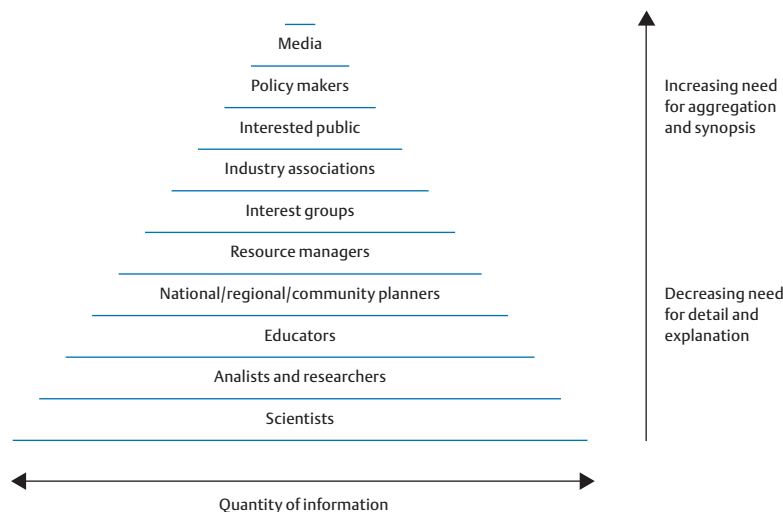 Media
Policy makers
Interested public
Industry associations
Interest groups
Resource managers
National/regional/community planners
Educators
Analists and researchers
Scientists
Quantity of information
Increasing need
for aggregation
and synopsis
Decreasing need
for detail and
explanation